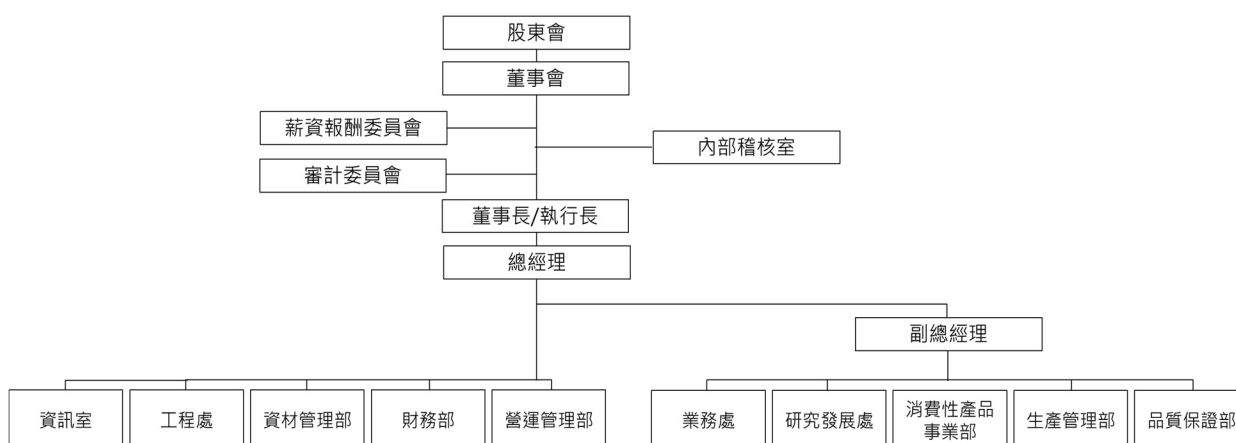 股東會
董事會
薪資報酬委員會
內部稽核室
審計委員會
董事長/執行長
總經理
副總經理
資訊室
工程處
資材管理部
財務部
營運管理部
業務處
研究發展處
消費性產品
事業部
生產管理部
品質保證部